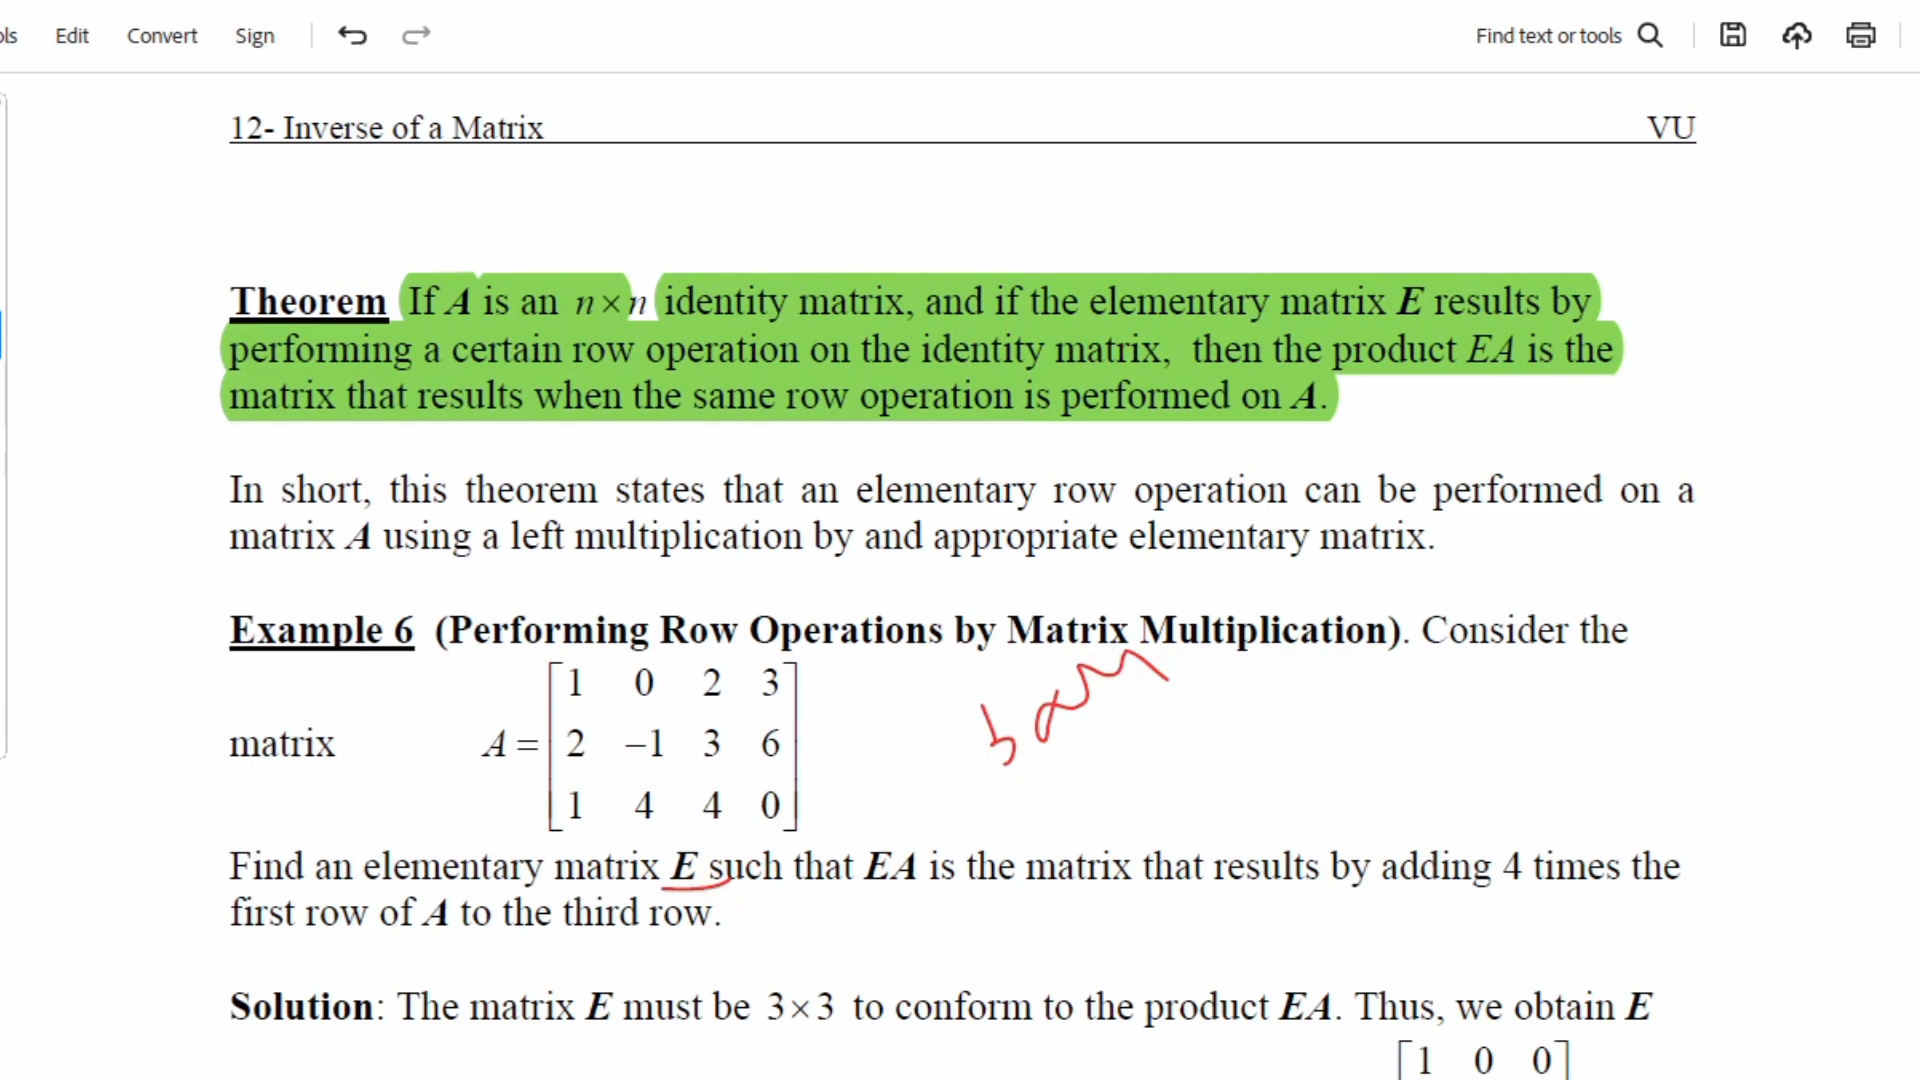 ols Edit Convert Sign Find text or tools
12- Inverse of a Matrix VU
Theorem If A is an n × n identity matrix, and if the elementary matrix E results by
performing a certain row operation on the identity matrix, then the product EA is the
matrix that results when the same row operation is performed on A.
In short, this theorem states that an elementary row operation can be performed on a
matrix A using a left multiplication by and appropriate elementary matrix.
Example 6 (Performing Row Operations by Matrix Multiplication). Consider the
1 0 2 3
matrix A = 2 −1 3 6
1 4 4 0
Find an elementary matrix E such that EA is the matrix that results by adding 4 times the
first row of A to the third row.
Solution: The matrix E must be 3×3 to conform to the product EA. Thus, we obtain E
1 0 0